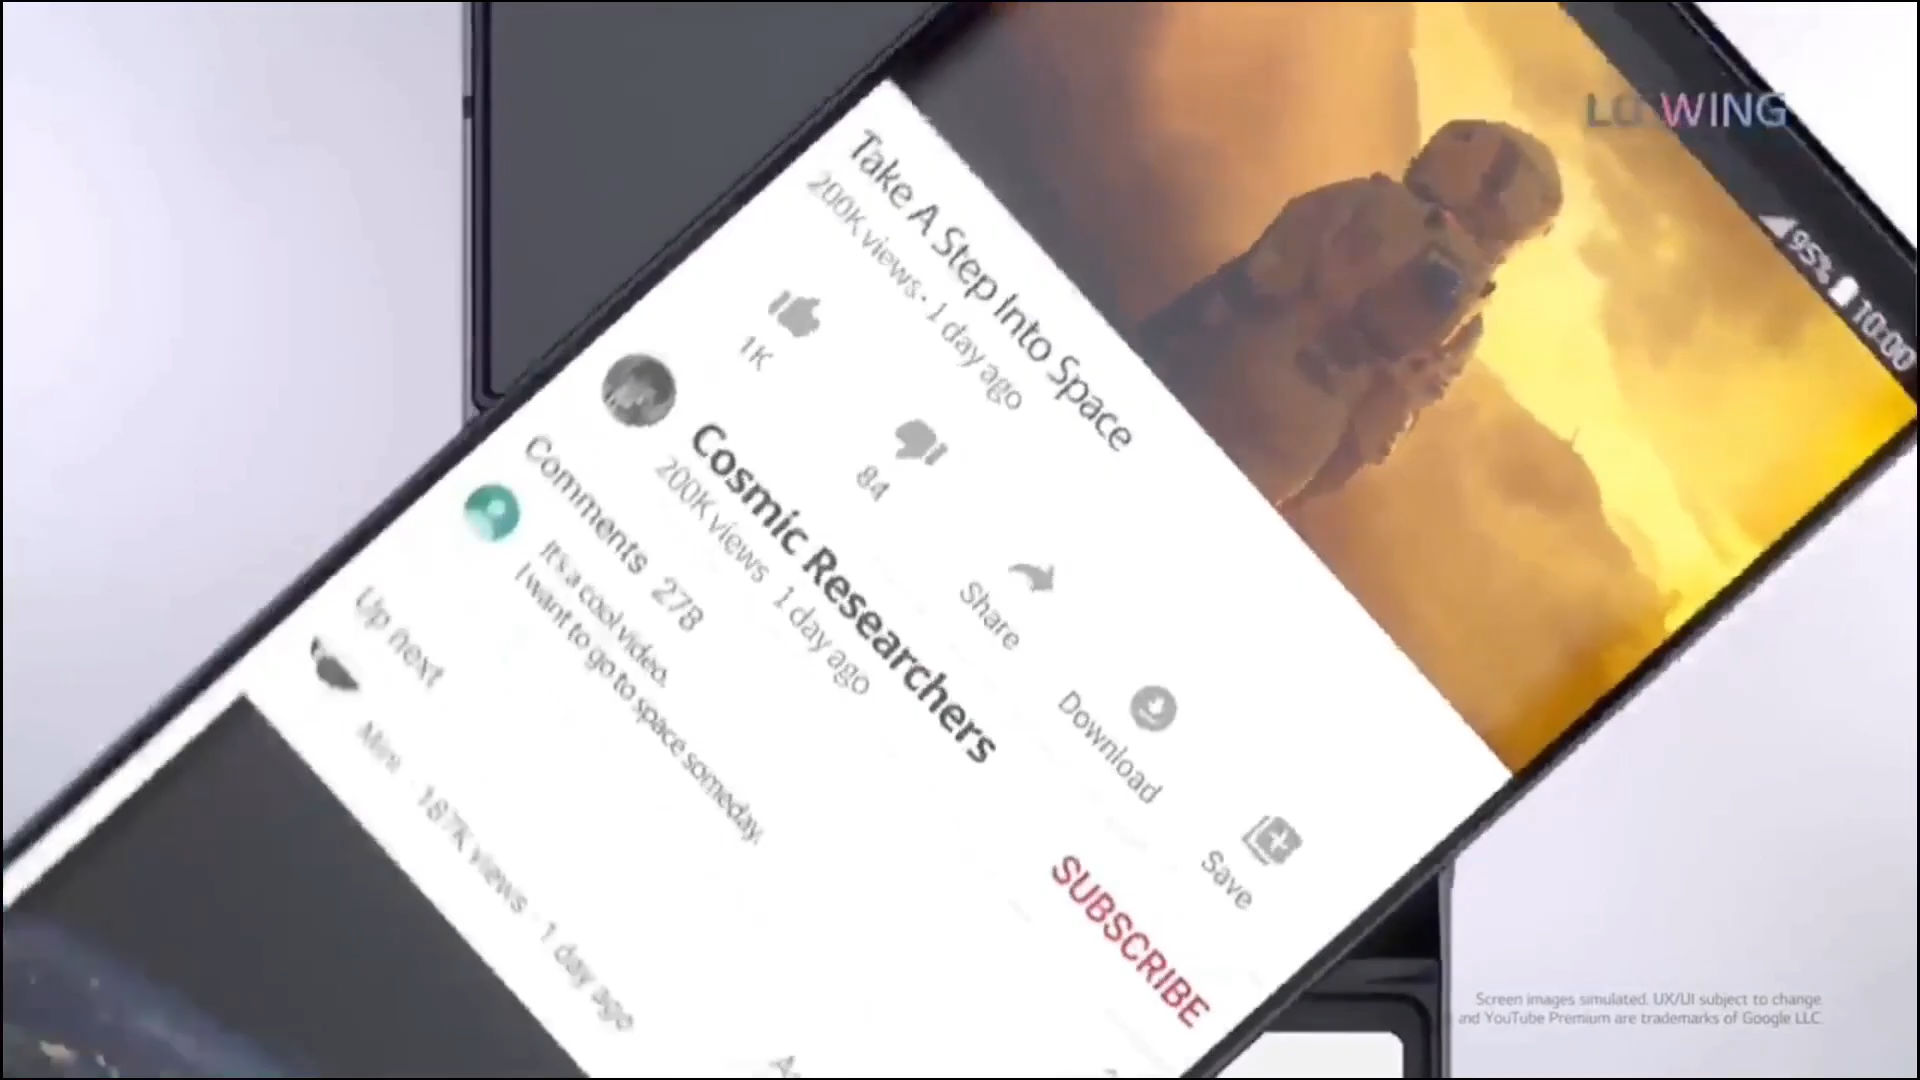 LG WING
95%
10:00
Take A Step Into Space
200K views · 1 day ago
1K
84
Share
Download
Save
Cosmic Researchers
200K views 1 day ago
SUBSCRIBE
Comments 278
It's a cool video.
I want to go to space someday.
Up next
187K views · 1 day ago
Screen images simulated. UX/UI subject to change
and YouTube Premium are trademarks of Google LLC.